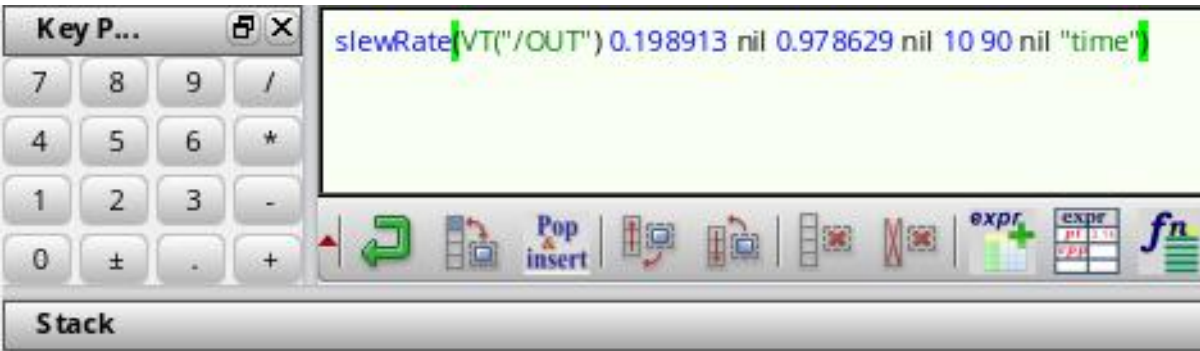 Key P...
slewRate(VT("/OUT") 0.198913 nil 0.978629 nil 10 90 nil "time")
7 8 9 /
4 5 6 *
1 2 3 -
0 ± . +
Pop
&
insert
expr
expr
fn
Stack